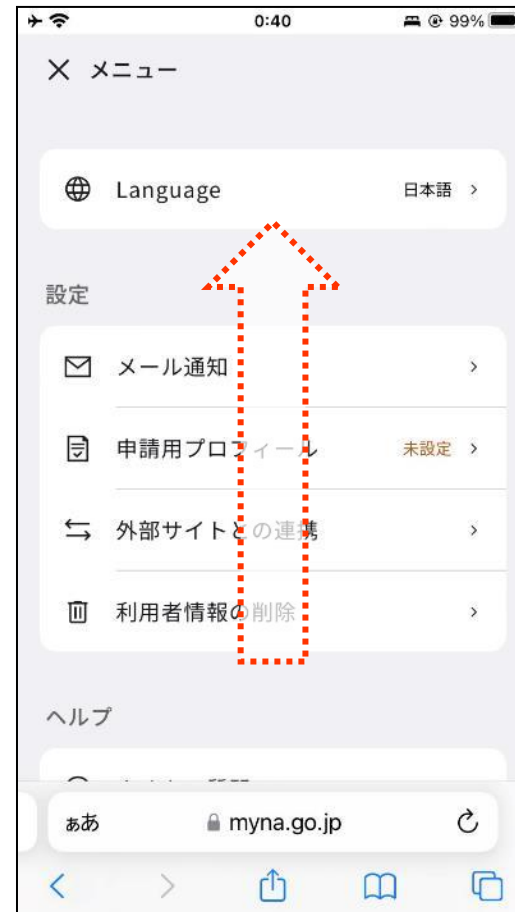 0:40
99%
メニュー
Language 日本語
設定
メール通知
申請用プロフィール 未設定
外部サイトとの連携
利用者情報の削除
ヘルプ
ぁあ myna.go.jp